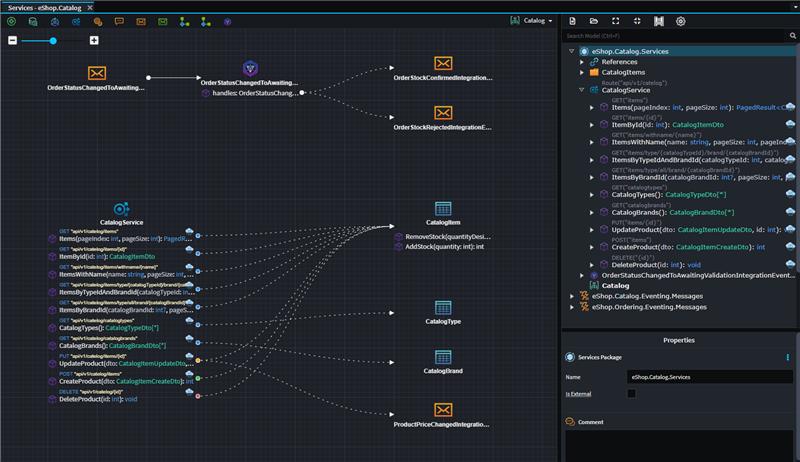 Services - eShop.Catalog
Catalog
OrderStatusChangedToAwaiting...
OrderStatusChangedToAwaiting...
handles: OrderStatusChang...
OrderStockConfirmedIntegration...
OrderStockRejectedIntegrationE...
CatalogService
GET "api/v1/catalog/items"
Items(pageIndex: int, pageSize: int): PagedR...
GET "api/v1/catalog/items/{id}"
ItemById(id: int): CatalogItemDto
GET "api/v1/catalog/items/withname/{name}"
ItemsWithName(name: string, pageSize: int, ...
GET "api/v1/catalog/items/type/{catalogTypeId}/brand/...
ItemsByTypeIdAndBrandId(catalogTypeId: int, ...
GET "api/v1/catalog/items/type/all/brand/{catalogBrandId}"
ItemsByBrandId(catalogBrandId: int?, pageS...
GET "api/v1/catalog/catalogtypes"
CatalogTypes(): CatalogTypeDto[*]
GET "api/v1/catalog/catalogbrands"
CatalogBrands(): CatalogBrandDto[*]
PUT "api/v1/catalog/items/{id}"
UpdateProduct(dto: CatalogItemUpdateDto, ...
POST "api/v1/catalog/items"
CreateProduct(dto: CatalogItemCreateDto): int
DELETE "api/v1/catalog/{id}"
DeleteProduct(id: int): void
CatalogItem
RemoveStock(quantityDesi...
AddStock(quantity: int): int
CatalogType
CatalogBrand
ProductPriceChangedIntegration...
Search Model (Ctrl+Shift+F)
eShop.Catalog.Services
References
CatalogItems
Route("api/v1/catalog")
CatalogService
GET("items")
Items(pageIndex: int, pageSize: int): PagedResult<C
GET("items/{id}")
ItemById(id: int): CatalogItemDto
GET("items/withname/{name}")
ItemsWithName(name: string, pageSize: int, pageIndex
GET("items/type/{catalogTypeId}/brand/{catalogBrandId}")
ItemsByTypeIdAndBrandId(catalogTypeId: int, catalog
GET("items/type/all/brand/{catalogBrandId}")
ItemsByBrandId(catalogBrandId: int?, pageSize: int, p
GET("catalogtypes")
CatalogTypes(): CatalogTypeDto[*]
GET("catalogbrands")
CatalogBrands(): CatalogBrandDto[*]
PUT("items/{id}")
UpdateProduct(dto: CatalogItemUpdateDto, id: int):
POST("items")
CreateProduct(dto: CatalogItemCreateDto): int
DELETE("{id}")
DeleteProduct(id: int): void
OrderStatusChangedToAwaitingValidationIntegrationEvent...
Catalog
eShop.Catalog.Eventing.Messages
eShop.Ordering.Eventing.Messages
Properties
Services Package
Name
eShop.Catalog.Services
Is External
Comment